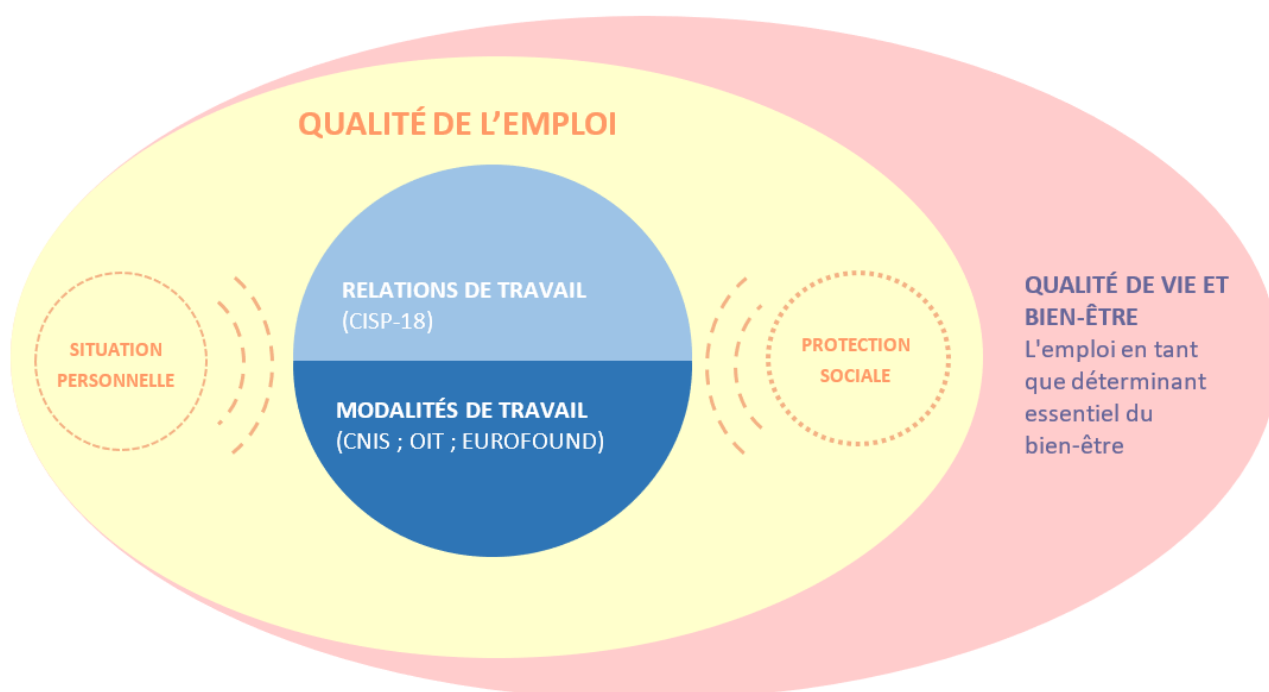 QUALITÉ DE L’EMPLOI
RELATIONS DE TRAVAIL
(CISP-18)
MODALITÉS DE TRAVAIL
(CNIS ; OIT ; EUROFOUND)
SITUATION
PERSONNELLE
PROTECTION
SOCIALE
QUALITÉ DE VIE ET
BIEN-ÊTRE
L'emploi en tant
que déterminant
essentiel du
bien-être